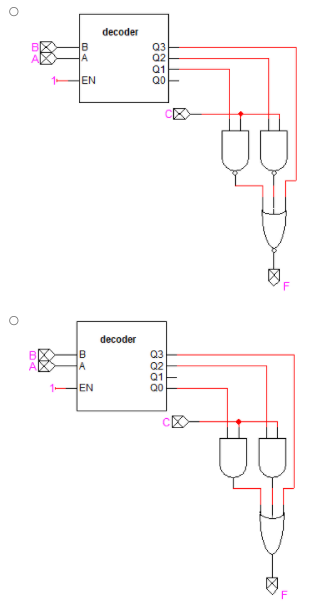 decoder
B B Q3
A A Q2
Q1
1 EN Q0
C
F
decoder
B B Q3
A A Q2
Q1
1 EN Q0
C
F